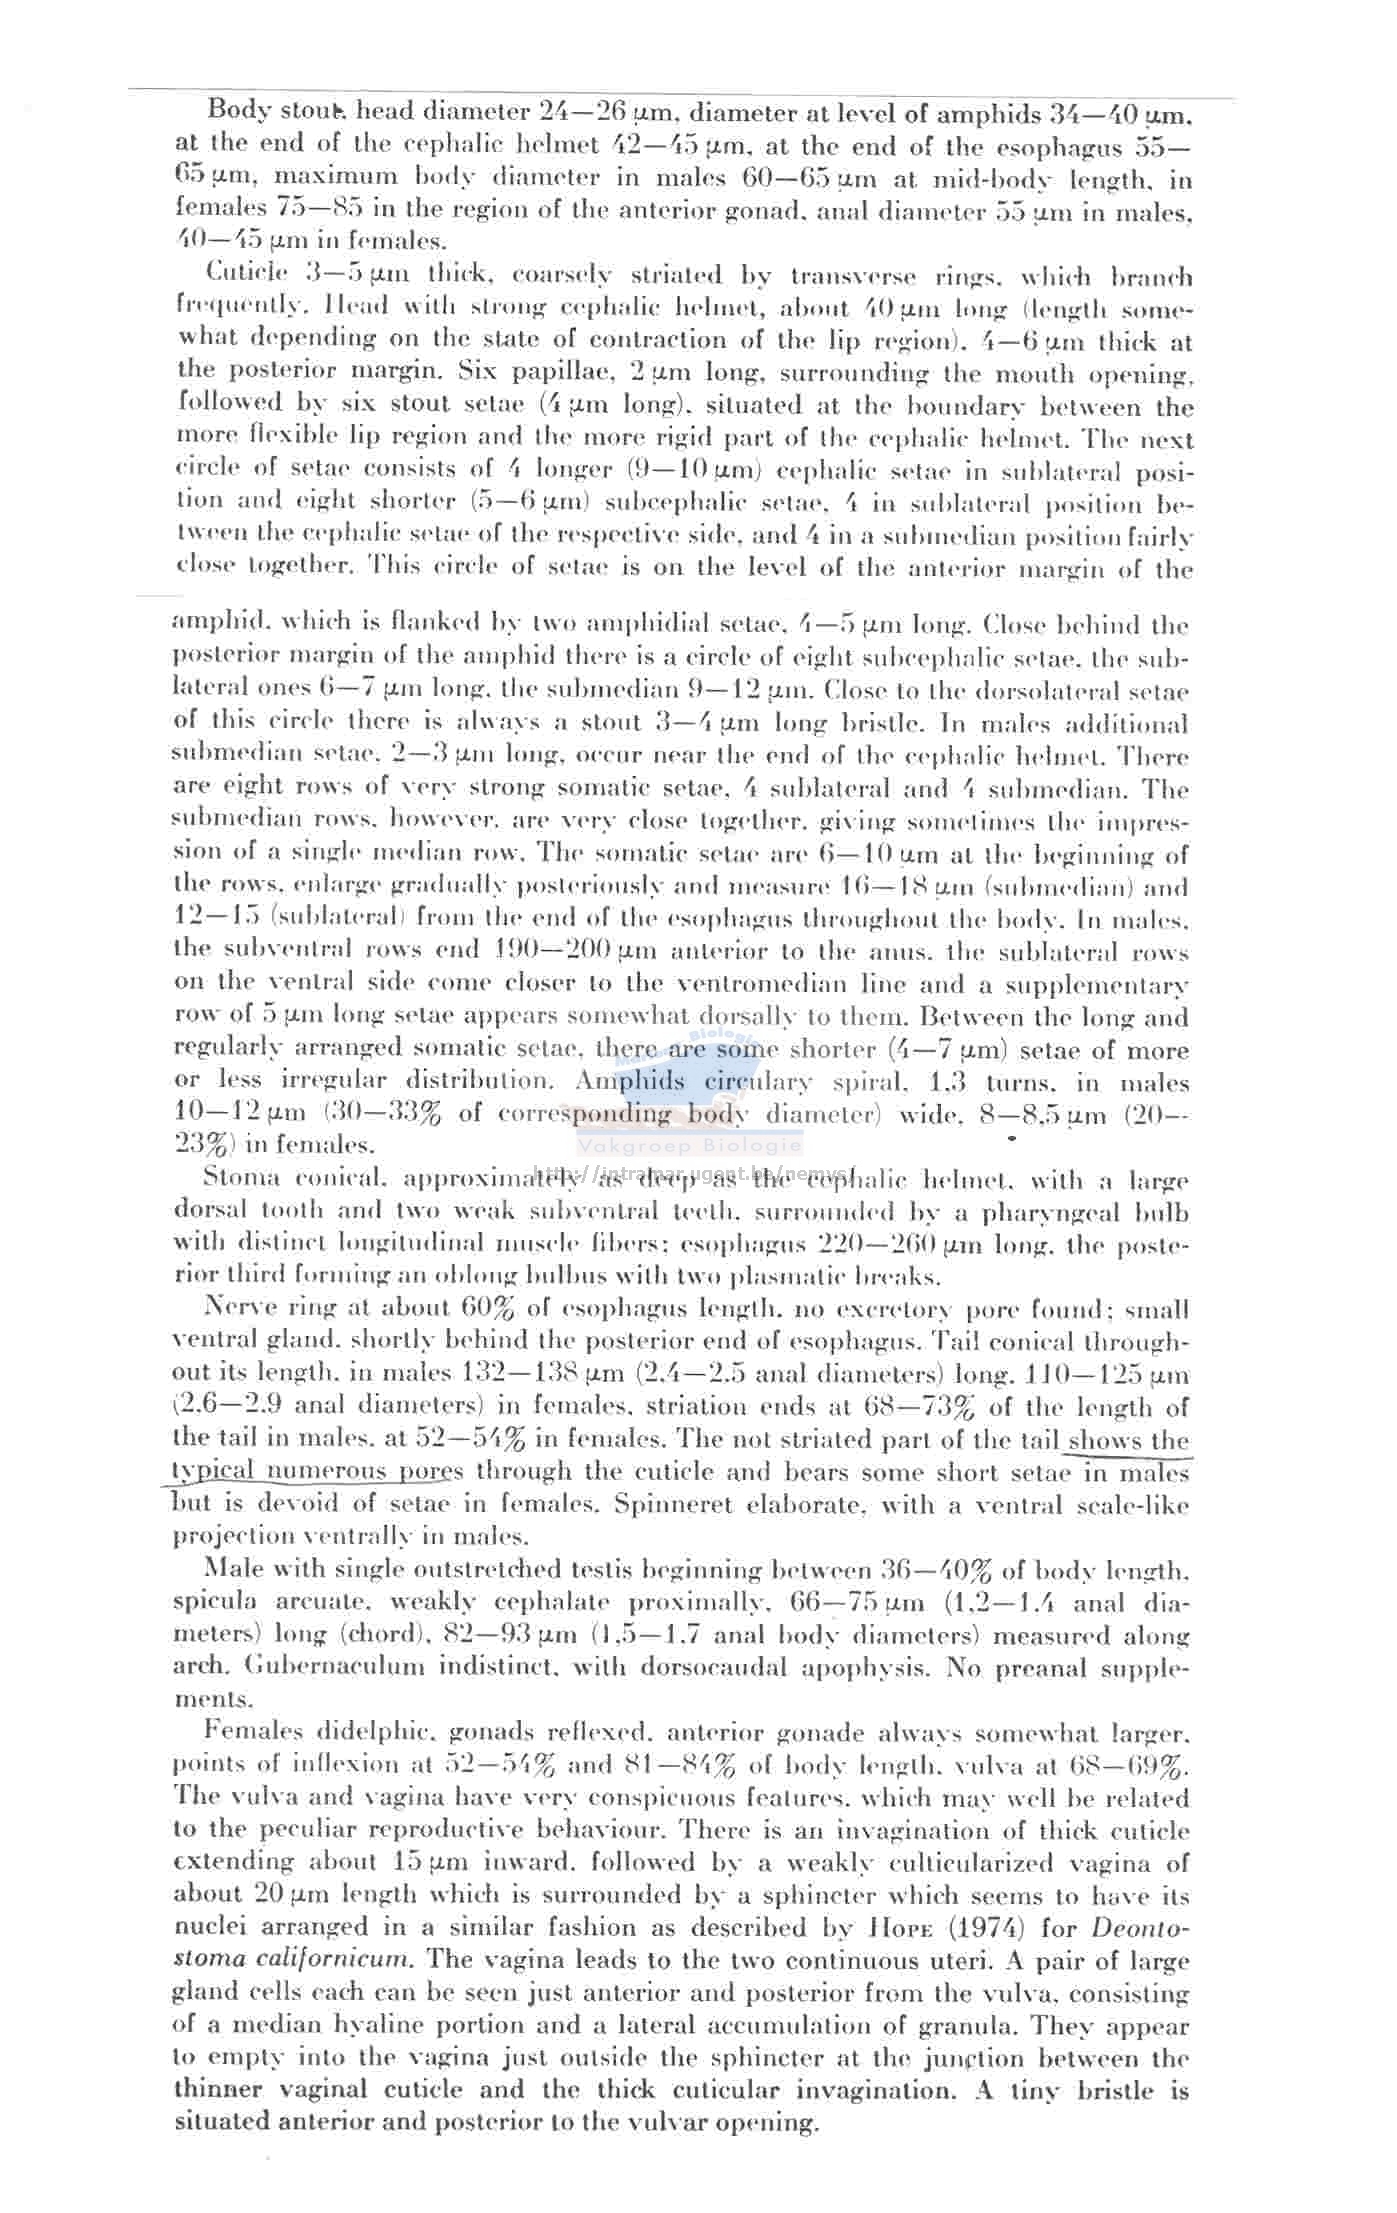 Body stout, head diameter 24—26 µm, diameter at level of amphids 34—40 µm,
at the end of the cephalic helmet 42—45 µm, at the end of the esophagus 55—
65 µm, maximum body diameter in males 60—65 µm at mid-body length, in
females 75—85 in the region of the anterior gonad, anal diameter 55 µm in males,
40—45 µm in females.
Cuticle 3—5 µm thick, coarsely striated by transverse rings, which branch
frequently. Head with strong cephalic helmet, about 40 µm long (length some-
what depending on the state of contraction of the lip region), 4—6 µm thick at
the posterior margin. Six papillae, 2 µm long, surrounding the mouth opening,
followed by six stout setae (4 µm long), situated at the boundary between the
more flexible lip region and the more rigid part of the cephalic helmet. The next
circle of setae consists of 4 longer (9—10 µm) cephalic setae in sublateral posi-
tion and eight shorter (5—6 µm) subcephalic setae, 4 in sublateral position be-
tween the cephalic setae of the respective side, and 4 in a submedian position fairly
close together. This circle of setae is on the level of the anterior margin of the
amphid, which is flanked by two amphidial setae, 4—5 µm long. Close behind the
posterior margin of the amphid there is a circle of eight subcephalic setae, the sub-
lateral ones 6—7 µm long, the submedian 9—12 µm. Close to the dorsolateral setae
of this circle there is always a stout 3—4 µm long bristle. In males additional
submedian setae, 2—3 µm long, occur near the end of the cephalic helmet. There
are eight rows of very strong somatic setae, 4 sublateral and 4 submedian. The
submedian rows, however, are very close together, giving sometimes the impres-
sion of a single median row. The somatic setae are 6—10 µm at the beginning of
the rows, enlarge gradually posteriously and measure 16—18 µm (submedian) and
12—15 (sublateral) from the end of the esophagus throughout the body. In males,
the subventral rows end 190—200 µm anterior to the anus, the sublateral rows
on the ventral side come closer to the ventromedian line and a supplementary
row of 5 µm long setae appears somewhat dorsally to them. Between the long and
regularly arranged somatic setae, there are some shorter (4—7 µm) setae of more
or less irregular distribution. Amphids circulary spiral, 1.3 turns, in males
10—12 µm (30—33% of corresponding body diameter) wide, 8—8,5 µm (20—
23%) in females.
Marine Biologie
Vakgroep Biologie
http://intramar.ugent.be/nemys/
Stoma conical, approximately as deep as the cephalic helmet, with a large
dorsal tooth and two weak subventral teeth, surrounded by a pharyngeal bulb
with distinct longitudinal muscle fibers; esophagus 220—260 µm long, the poste-
rior third forming an oblong bulbus with two plasmatic breaks.
Nerve ring at about 60% of esophagus length, no excretory pore found; small
ventral gland, shortly behind the posterior end of esophagus. Tail conical through-
out its length, in males 132—138 µm (2.4—2.5 anal diameters) long, 110—125 µm
(2.6—2.9 anal diameters) in females, striation ends at 68—73% of the length of
the tail in males, at 52—54% in females. The not striated part of the tail shows the
typical numerous pores through the cuticle and bears some short setae in males
but is devoid of setae in females. Spinneret elaborate, with a ventral scale-like
projection ventrally in males.
Male with single outstretched testis beginning between 36—40% of body length,
spicula arcuate, weakly cephalate proximally, 66—75 µm (1,2—1.4 anal dia-
meters) long (chord), 82—93 µm (1,5—1.7 anal body diameters) measured along
arch. Gubernaculum indistinct, with dorsocaudal apophysis. No preanal supple-
ments.
Females didelphic, gonads reflexed, anterior gonade always somewhat larger,
points of inflexion at 52—54% and 81—84% of body length, vulva at 68—69%.
The vulva and vagina have very conspicuous features, which may well be related
to the peculiar reproductive behaviour. There is an invagination of thick cuticle
extending about 15 µm inward, followed by a weakly culticularized vagina of
about 20 µm length which is surrounded by a sphincter which seems to have its
nuclei arranged in a similar fashion as described by HOPE (1974) for Deonto-
stoma californicum. The vagina leads to the two continuous uteri. A pair of large
gland cells each can be seen just anterior and posterior from the vulva, consisting
of a median hyaline portion and a lateral accumulation of granula. They appear
to empty into the vagina just outside the sphincter at the junction between the
thinner vaginal cuticle and the thick cuticular invagination. A tiny bristle is
situated anterior and posterior to the vulvar opening.